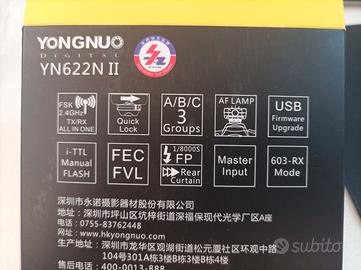 YONGNUO
DIGITAL
YN622N II
FSK
2.4GHz
TX/RX
ALL IN ONE
Quick
Lock
A/B/C
3
Groups
AF LAMP
USB
Firmware
Upgrade
i-TTL
Manual
FLASH
FEC
FVL
1/8000S
FP
Rear
Curtain
Master
Input
603-RX
Mode
深圳市永诺摄影器材股份有限公司
深圳市坪山区坑梓街道深福保现代光学厂区A
电话：0755-83762448
网址：www.hkyongnuo.com
生产地址：深圳市龙华区观湖街道松元厦社区环观中路
104号301A栋3楼B栋3楼B栋4楼
售后电话：400-0013-888
subito